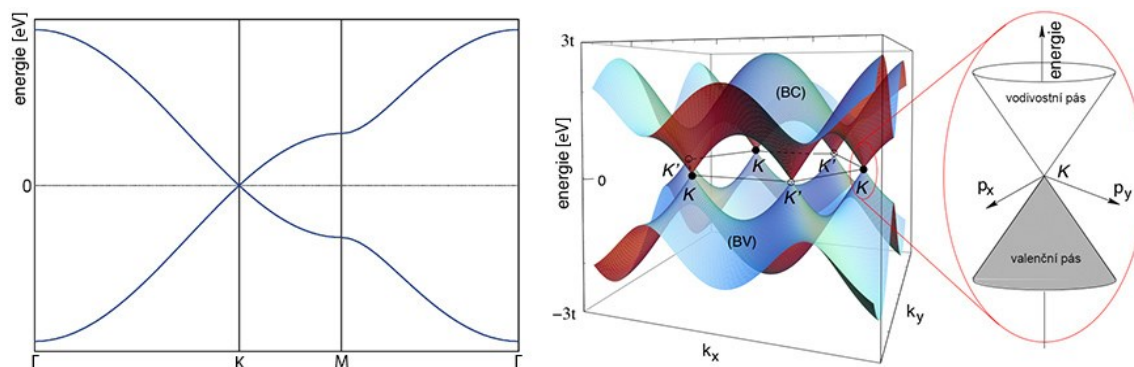 energie [eV]
0
Γ
K
M
Γ
3t
energie [eV]
0
−3t
(BC)
K'
K
K
K'
K'
K
(BV)
k_x
k_y
energie
vodivostní pás
K
p_x
p_y
valenční pás